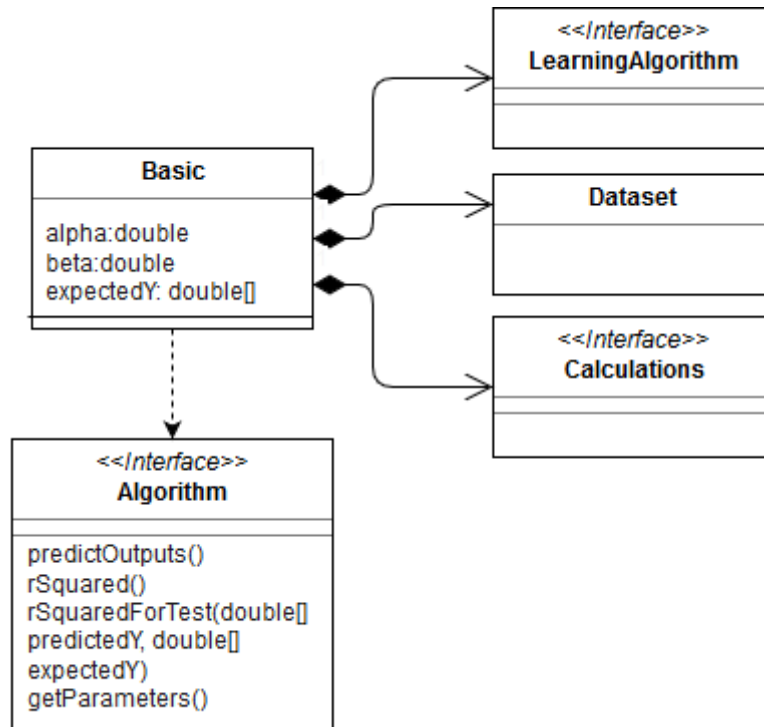 <<Interface>>
LearningAlgorithm
Basic
alpha:double
beta:double
expectedY: double[]
Dataset
<<Interface>>
Calculations
<<Interface>>
Algorithm
predictOutputs()
rSquared()
rSquaredForTest(double[]
predictedY, double[]
expectedY)
getParameters()